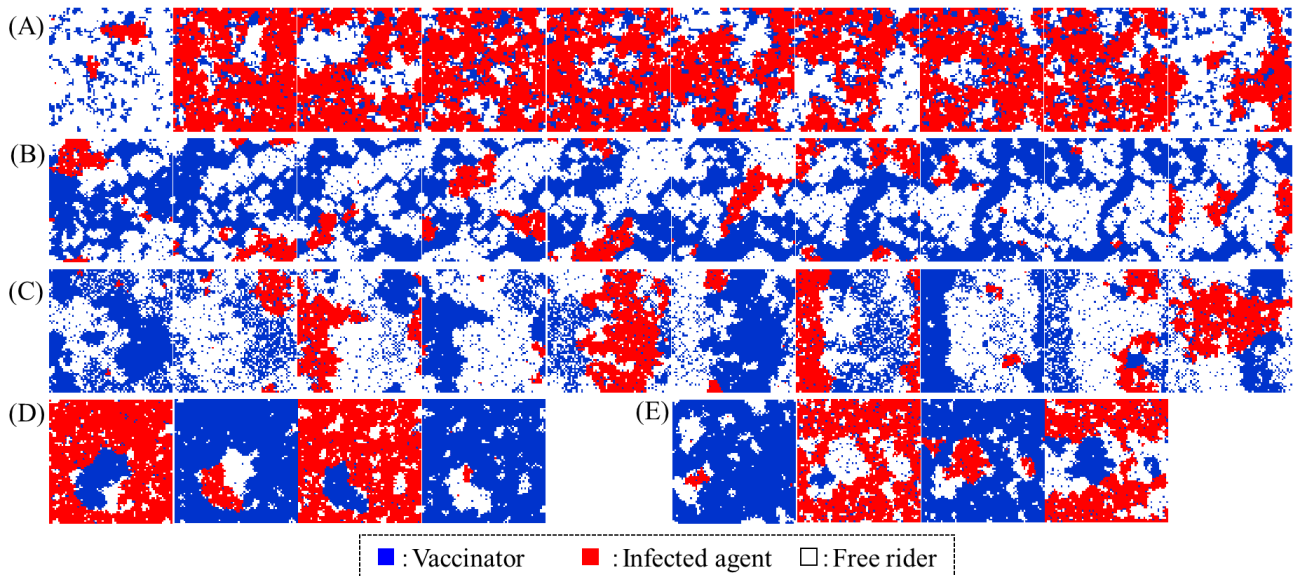 (A)
(B)
(C)
(D) (E)
: Vaccinator : Infected agent : Free rider